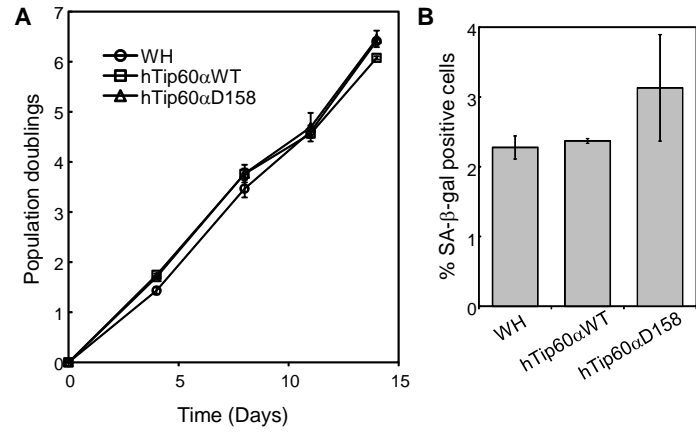 A
Population doublings
7
6
5
4
3
2
1
0
WH
hTip60αWT
hTip60αD158
0
5
10
15
Time (Days)
B
% SA-β-gal positive cells
4
3
2
1
0
WH
hTip60αWT
hTip60αD158